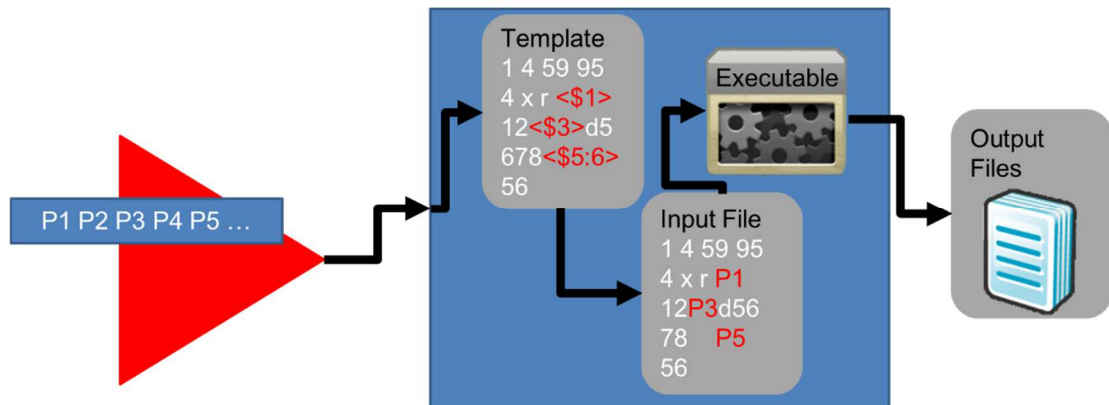 P1 P2 P3 P4 P5 ...
Template
1 4 59 95
4 x r <$1>
12<$3>d5
678<$5:6>
56
Executable
Input File
1 4 59 95
4 x r P1
12P3d56
78 P5
56
Output
Files